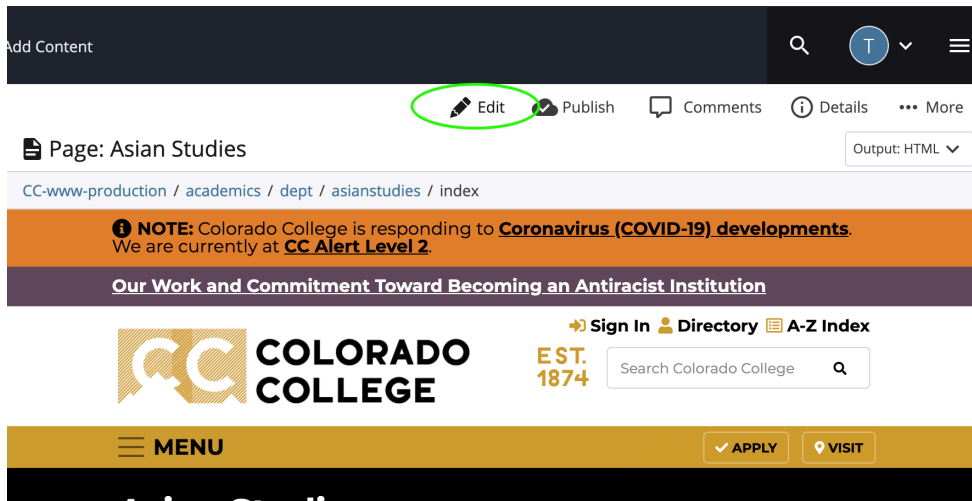 Add Content
T
Edit Publish Comments Details More
Page: Asian Studies
Output: HTML
CC-www-production / academics / dept / asianstudies / index
NOTE: Colorado College is responding to Coronavirus (COVID-19) developments.
We are currently at CC Alert Level 2.
Our Work and Commitment Toward Becoming an Antiracist Institution
Sign In Directory A-Z Index
CC COLORADO COLLEGE
EST. 1874
Search Colorado College
MENU
APPLY VISIT
Asian Studies